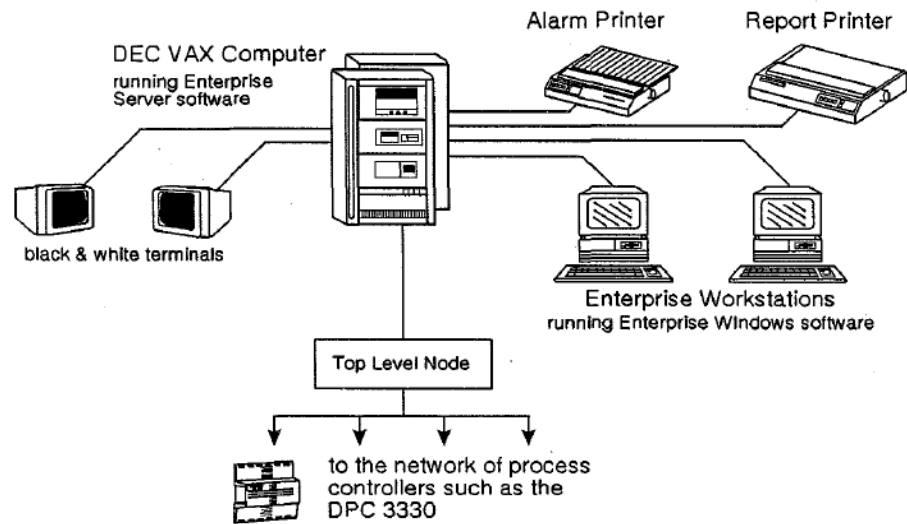 Alarm Printer
Report Printer
DEC VAX Computer
running Enterprise
Server software
black & white terminals
Enterprise Workstations
running Enterprise Windows software
Top Level Node
to the network of process
controllers such as the
DPC 3330